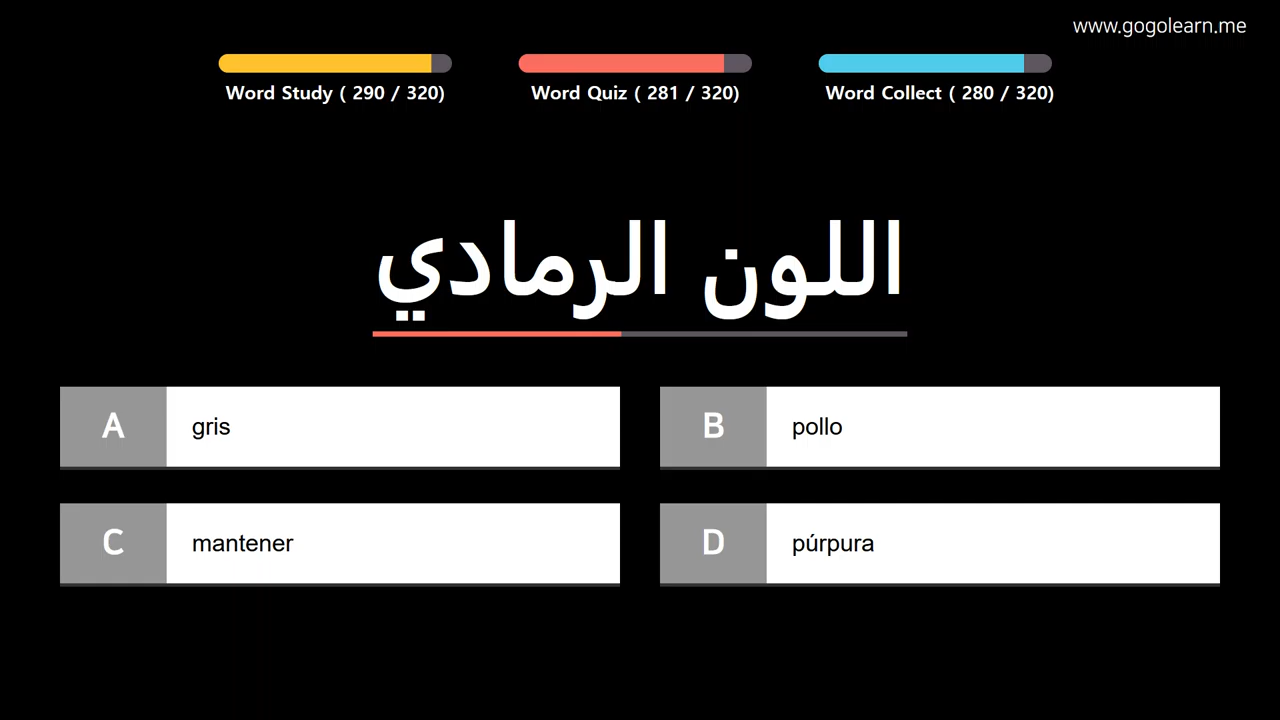 www.gogolearn.me
Word Study ( 290 / 320)
Word Quiz ( 281 / 320)
Word Collect ( 280 / 320)
اللون الرمادي
A gris
B pollo
C mantener
D púrpura